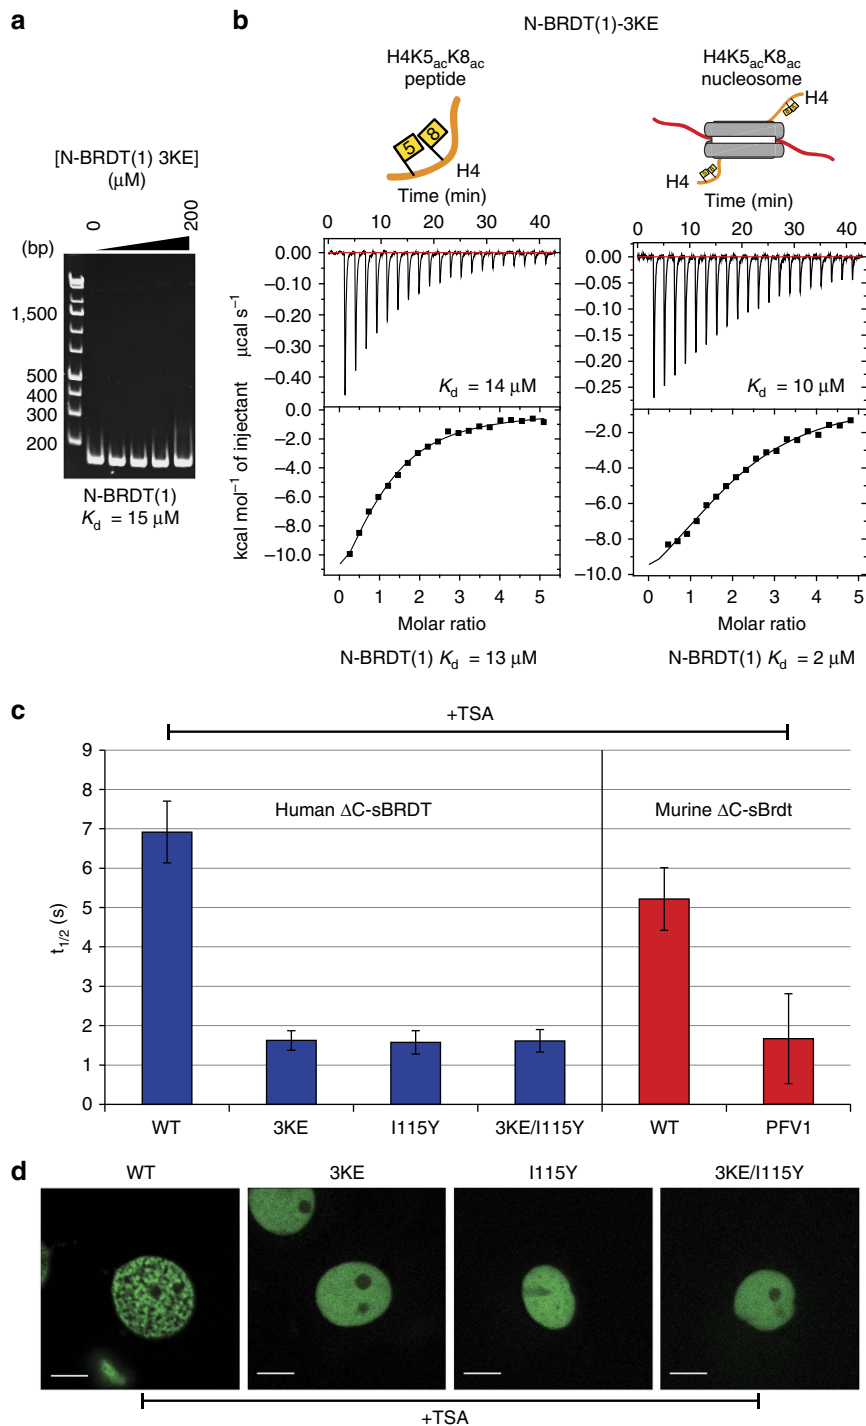 a
[N-BRDT(1) 3KE]
(μM)
0
200
(bp)
1,500
500
400
300
200
N-BRDT(1)
Kd = 15 μM
b
N-BRDT(1)-3KE
H4K5acK8ac
peptide
5 8
H4
Time (min)
0 10 20 30 40
0.00
−0.10
−0.20
−0.30
−0.40
μcal s−1
Kd = 14 μM
0.0
−2.0
−4.0
−6.0
−8.0
−10.0
kcal mol−1 of injectant
0 1 2 3 4 5
Molar ratio
N-BRDT(1) Kd = 13 μM
H4K5acK8ac
nucleosome
H4
H4
Time (min)
0 10 20 30 40
0.00
−0.05
−0.10
−0.15
−0.20
−0.25
Kd = 10 μM
−2.0
−4.0
−6.0
−8.0
−10.0
0 1 2 3 4 5
Molar ratio
N-BRDT(1) Kd = 2 μM
c
+TSA
9
8
7
6
5
4
3
2
1
0
t1/2 (s)
Human ΔC-sBRDT
Murine ΔC-sBrdt
WT 3KE I115Y 3KE/I115Y WT PFV1
d
WT 3KE I115Y 3KE/I115Y
+TSA